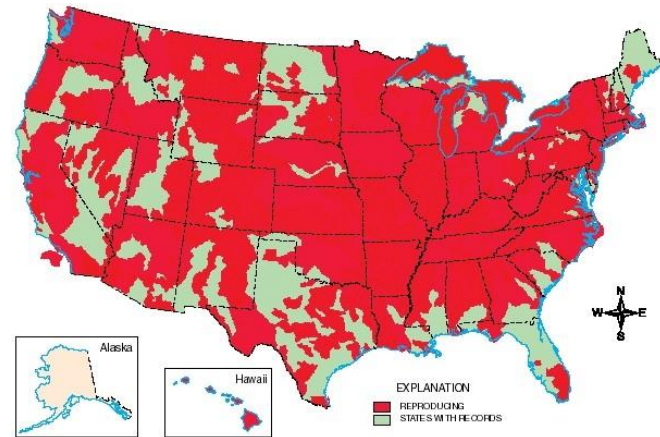 N
W E
S
Alaska
Hawaii
EXPLANATION
REPRODUCING
STATES WITH RECORDS